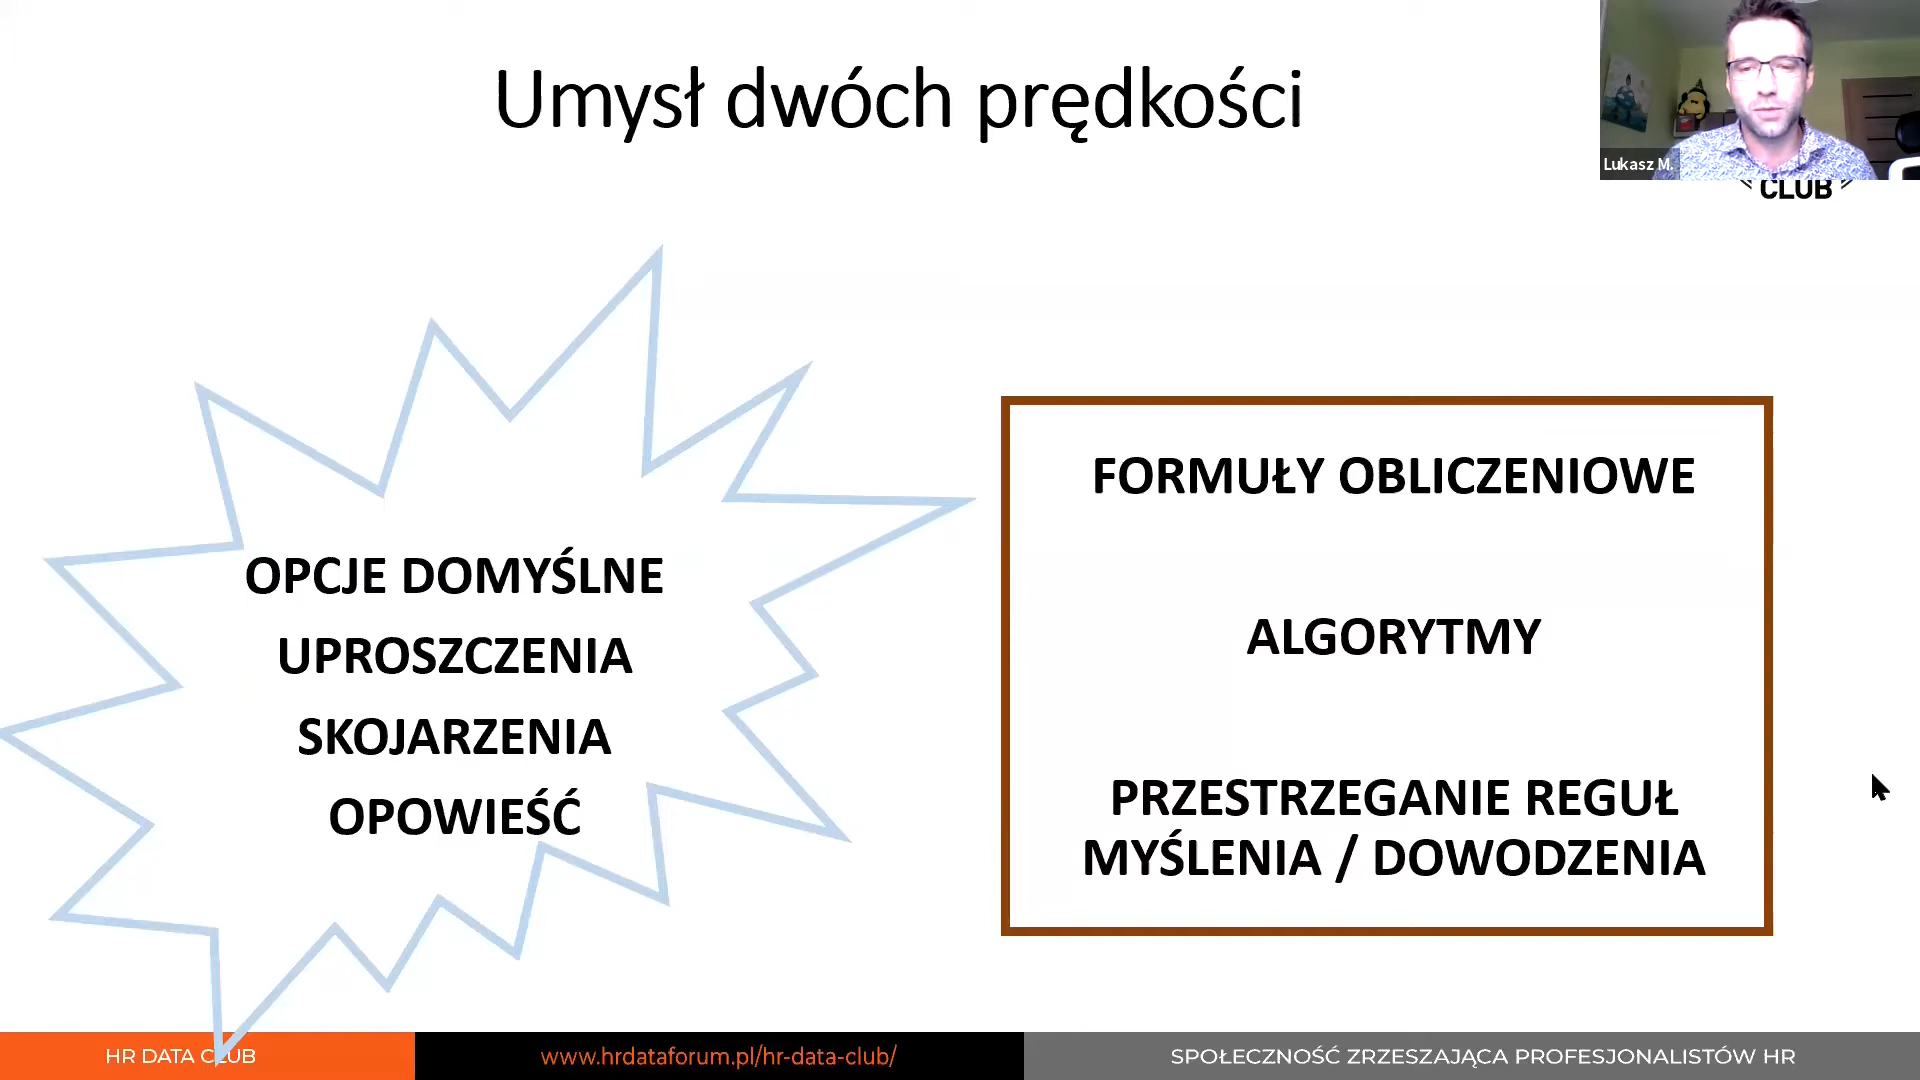 Umysł dwóch prędkości
Lukasz M.
CLUB
OPCJE DOMYŚLNE
UPROSZCZENIA
SKOJARZENIA
OPOWIEŚĆ
FORMUŁY OBLICZENIOWE
ALGORYTMY
PRZESTRZEGANIE REGUŁ
MYŚLENIA / DOWODZENIA
HR DATA CLUB
www.hrdataforum.pl/hr-data-club/
SPOŁECZNOŚĆ ZRZESZAJĄCA PROFESJONALISTÓW HR